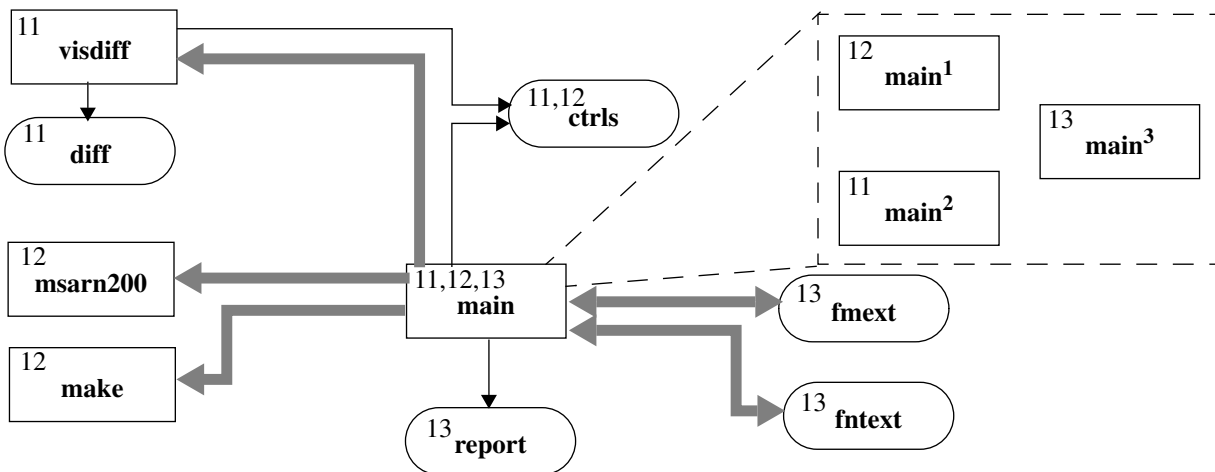 11
visdiff
11
diff
11,12
ctrls
12
main1
13
main3
11
main2
12
msarn200
11,12,13
main
13
fmext
12
make
13
fntext
13
report